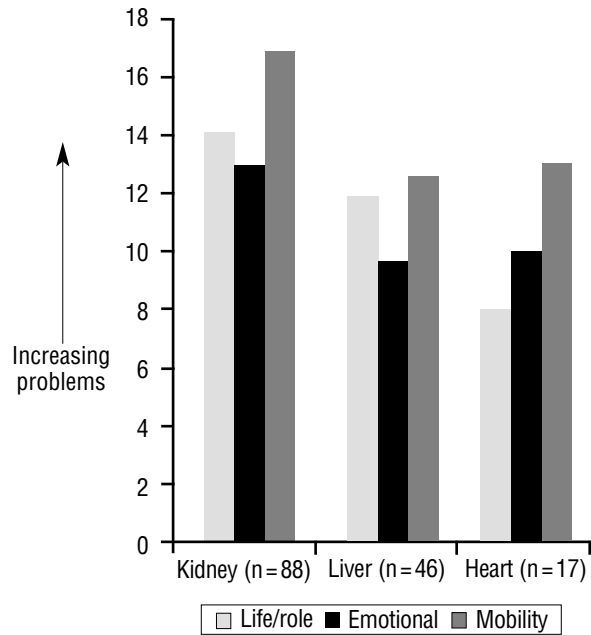 18
16
14
12
10
8
6
4
2
0
Increasing
problems
Kidney (n=88) Liver (n=46) Heart (n=17)
Life/role Emotional Mobility